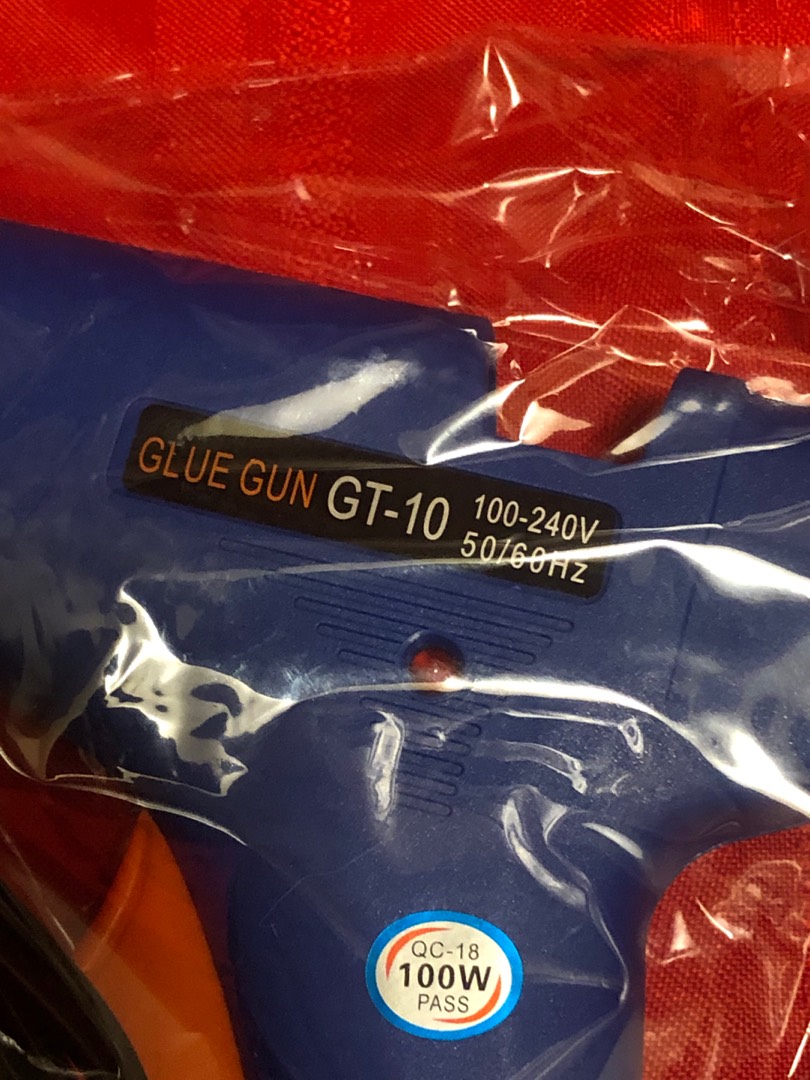 GLUE GUN GT-10 100-240V
50/60Hz
QC-18
100W
PASS